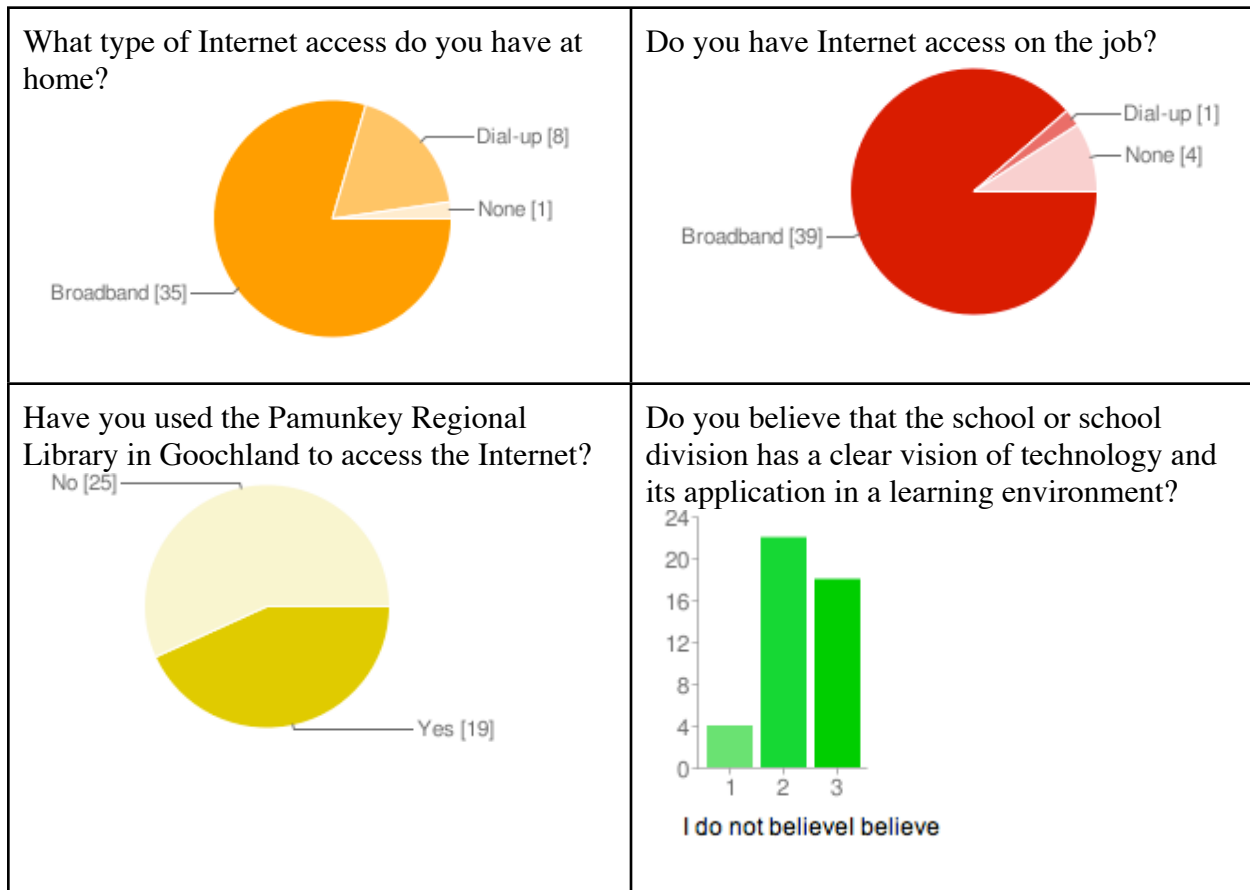 What type of Internet access do you have at
home?
Dial-up [8]
None [1]
Broadband [35]
Do you have Internet access on the job?
Dial-up [1]
None [4]
Broadband [39]
Have you used the Pamunkey Regional
Library in Goochland to access the Internet?
No [25]
Yes [19]
Do you believe that the school or school
division has a clear vision of technology and
its application in a learning environment?
24
20
16
12
8
4
0
1 2 3
I do not believeI believe